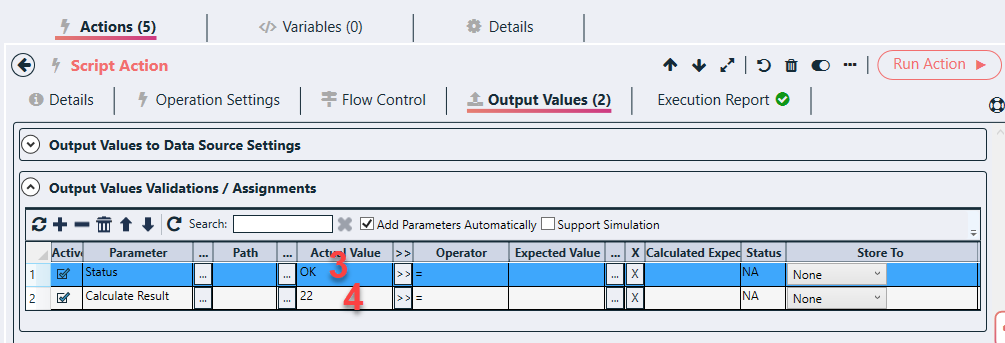 Actions (5) </> Variables (0) Details
Script Action Run Action
Details Operation Settings Flow Control Output Values (2) Execution Report
Output Values to Data Source Settings
Output Values Validations / Assignments
Search: Add Parameters Automatically Support Simulation
Active Parameter ... Path ... Actual Value >> Operator Expected Value ... X Calculated Expec Status Store To
1 Status ... ... OK 3 >> = ... X NA None
2 Calculate Result ... ... 22 4 >> = ... X NA None